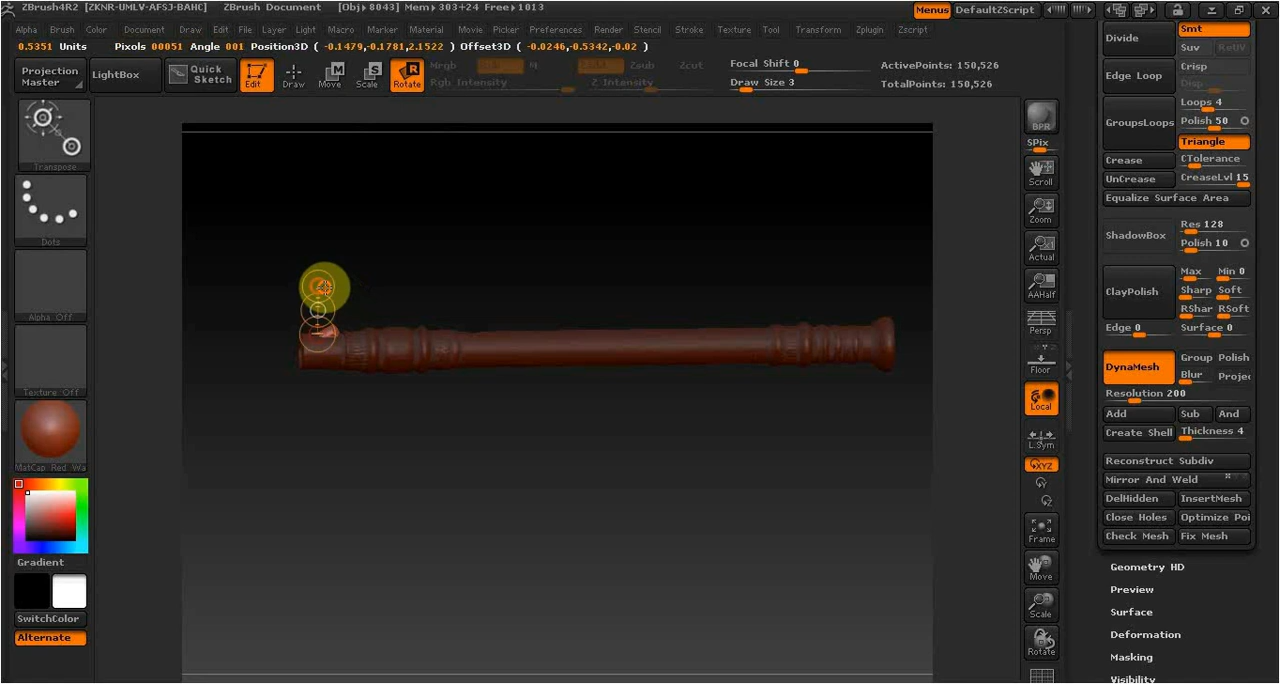 ZBrush4R2 [ZKNR-UMLV-AFSJ-BAHC] ZBrush Document [Obj▸8043] Mem▸303+24 Free▸1013 Menus DefaultZScript
Alpha Brush Color Document Draw Edit File Layer Light Macro Marker Material Movie Picker Preferences Render Stencil Stroke Texture Tool Transform Zplugin Zscript
0.5351 Units Pixols 00051 Angle 001 Position3D ( -0.1479,-0.1781,2.1522 ) Offset3D ( -0.0246,-0.5342,-0.02 )
Projection Master
LightBox
Quick Sketch
Edit
Draw
Move
Scale
Rotate
Mrgb M Zsub Zcut
Rgb Intensity Z Intensity
Focal Shift 0
Draw Size 3
ActivePoints: 150,526
TotalPoints: 150,526
Transpose
Dots
Alpha Off
Texture Off
MatCap Red Wa
Gradient
SwitchColor
Alternate
BPR
SPix
Scroll
Zoom
Actual
AAHalf
Persp
Floor
Local
L.Sym
XYZ
Y
Z
Frame
Move
Scale
Rotate
Divide
Smt
Suv RelUV
Edge Loop
Crisp
Disp
GroupsLoops
Loops 4
Polish 50
Triangle
Crease CTolerance
UnCrease CreaseLvl 15
Equalize Surface Area
ShadowBox
Res 128
Polish 10
ClayPolish
Max Min 0
Sharp Soft
RShar RSoft
Edge 0 Surface 0
DynaMesh
Group Polish
Blur Projec
Resolution 200
Add Sub And
Create Shell Thickness 4
Reconstruct Subdiv
Mirror And Weld
DelHidden InsertMesh
Close Holes Optimize Poi
Check Mesh Fix Mesh
Geometry HD
Preview
Surface
Deformation
Masking
Visibility